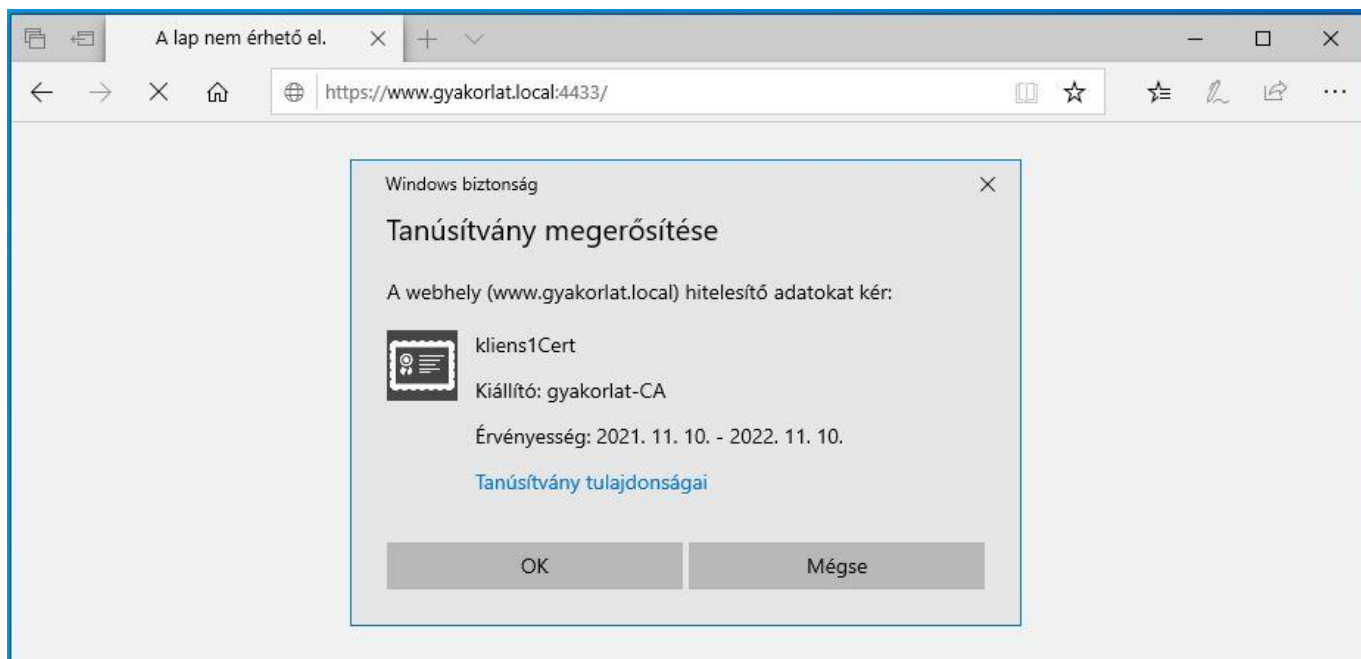 A lap nem érhető el.
https://www.gyakorlat.local:4433/
Windows biztonság
Tanúsítvány megerősítése
A webhely (www.gyakorlat.local) hitelesítő adatokat kér:
kliens1Cert
Kiállító: gyakorlat-CA
Érvényesség: 2021. 11. 10. - 2022. 11. 10.
Tanúsítvány tulajdonságai
OK
Mégse